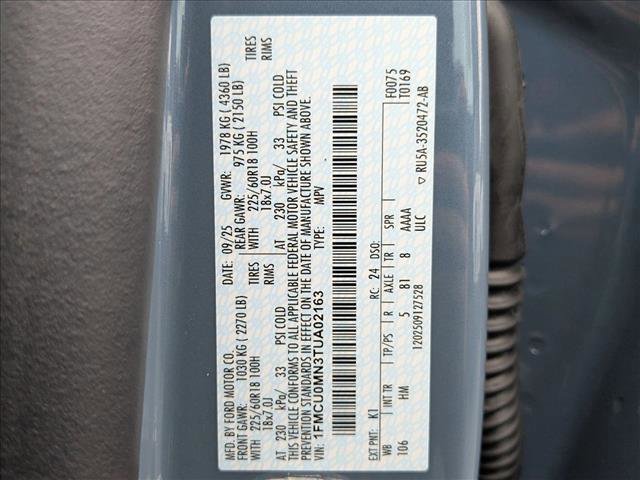 MFD. BY FORD MOTOR CO.
DATE: 09/25 GVWR: 1978 KG ( 4360 LB)
FRONT GAWR: 1030 KG ( 2270 LB) REAR GAWR: 975 KG ( 2150 LB)
WITH 225/60R18 100H TIRES WITH 225/60R18 100H TIRES
18x7.0J RIMS 18x7.0J RIMS
AT 230 kPa/ 33 PSI COLD AT 230 kPa/ 33 PSI COLD
THIS VEHICLE CONFORMS TO ALL APPLICABLE FEDERAL MOTOR VEHICLE SAFETY AND THEFT
PREVENTION STANDARDS IN EFFECT ON THE DATE OF MANUFACTURE SHOWN ABOVE.
VIN: 1FMCU0MN3TUA02163 TYPE: MPV
F0075
T0169
EXT PNT: K1 RC: 24 DSO:
WB INT TR TP/PS R AXLE TR SPR
106 HM 5 81 8 AAAA
ULC
1202509127528 ▽ RU5A-3520472-AB